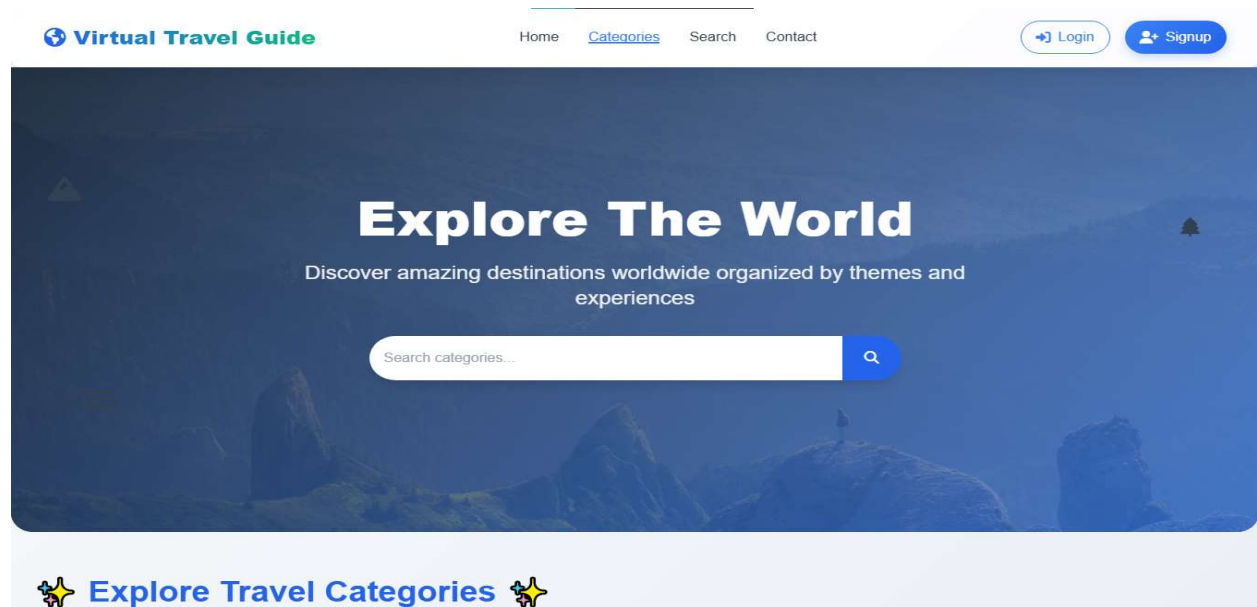 Virtual Travel Guide
Home Categories Search Contact
Login
Signup
Explore The World
Discover amazing destinations worldwide organized by themes and
experiences
Search categories...
Explore Travel Categories